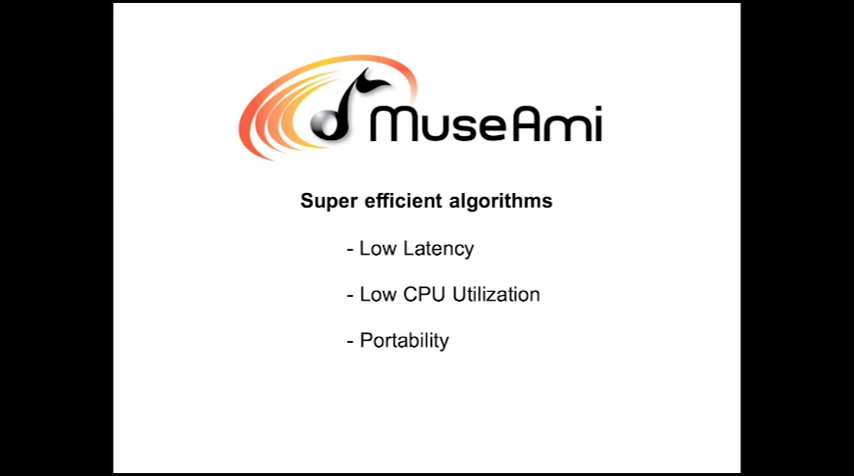 MuseAmi
Super efficient algorithms
- Low Latency
- Low CPU Utilization
- Portability